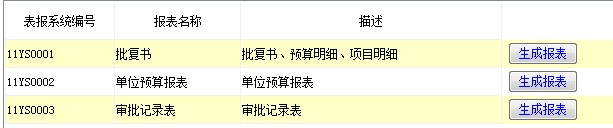 表报系统编号 报表名称 描述
11YS0001 批复书 批复书、预算明细、项目明细 生成报表
11YS0002 单位预算报表 单位预算报表 生成报表
11YS0003 审批记录表 审批记录表 生成报表